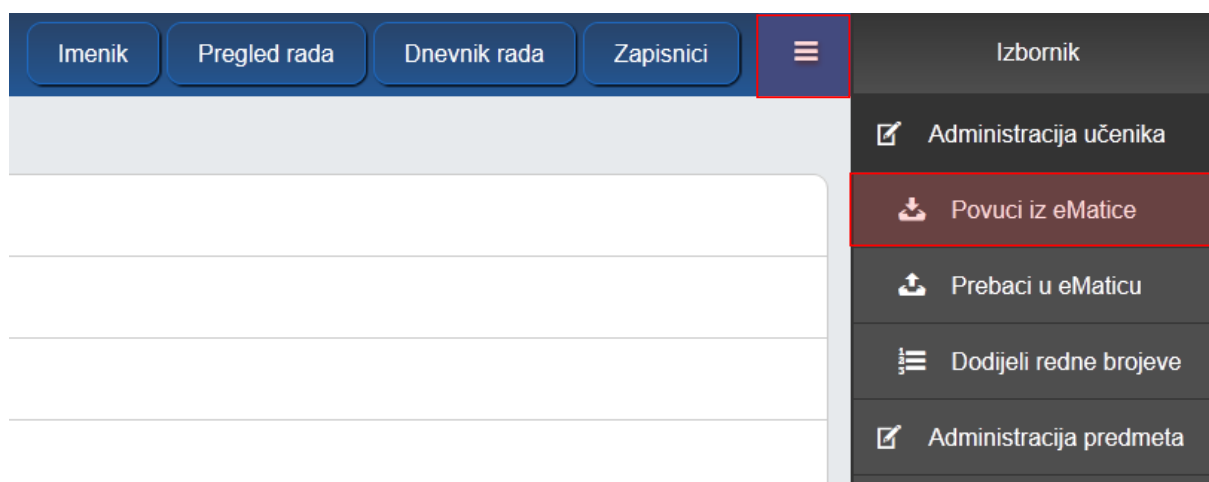 Imenik
Pregled rada
Dnevnik rada
Zapisnici
Izbornik
Administracija učenika
Povuci iz eMatice
Prebaci u eMaticu
Dodijeli redne brojeve
Administracija predmeta